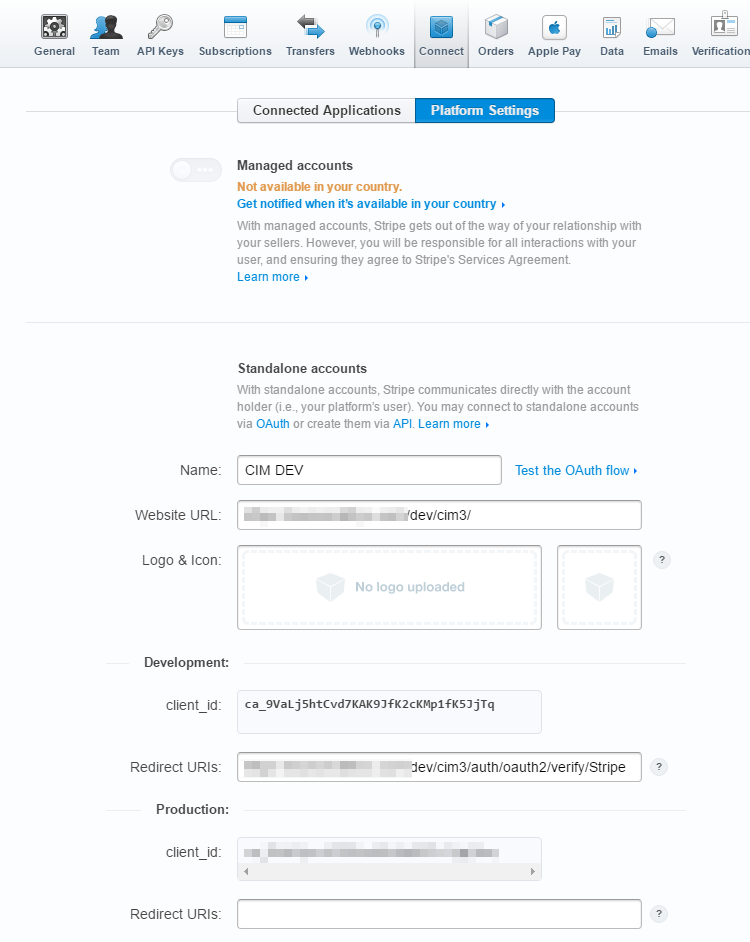 General Team API Keys Subscriptions Transfers Webhooks Connect Orders Apple Pay Data Emails Verification
Connected Applications Platform Settings
Managed accounts
Not available in your country.
Get notified when it's available in your country
With managed accounts, Stripe gets out of the way of your relationship with
your sellers. However, you will be responsible for all interactions with your
user, and ensuring they agree to Stripe's Services Agreement.
Learn more
Standalone accounts
With standalone accounts, Stripe communicates directly with the account
holder (i.e., your platform's user). You may connect to standalone accounts
via OAuth or create them via API. Learn more
Name: CIM DEV Test the OAuth flow
Website URL: /dev/cim3/
Logo & Icon: No logo uploaded ?
Development:
client_id: ca_9VaLj5htCvd7KAK9JfK2cKMp1fK5JjTq
Redirect URIs: dev/cim3/auth/oauth2/verify/Stripe ?
Production:
client_id:
Redirect URIs: ?